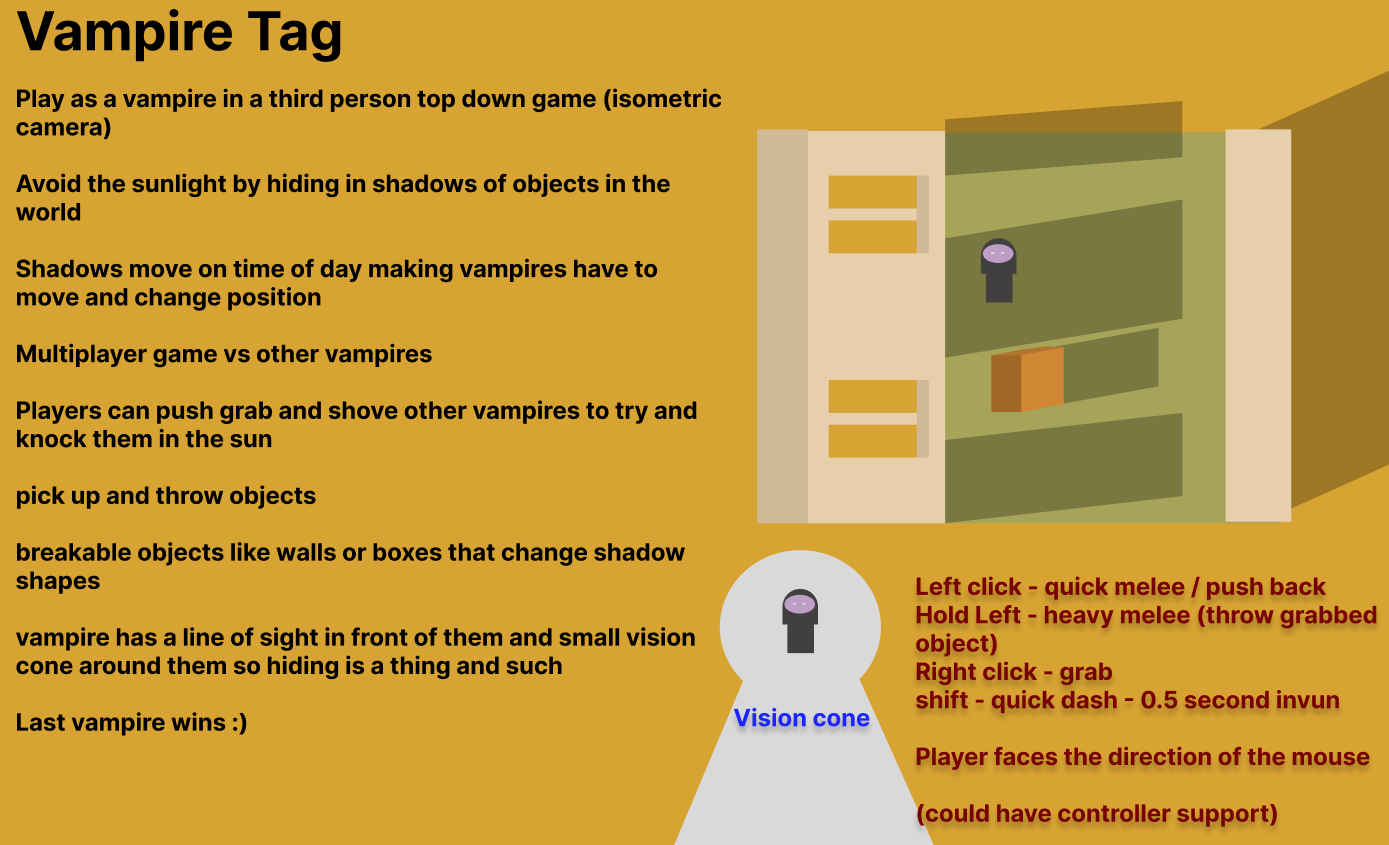 Vampire Tag
Play as a vampire in a third person top down game (isometric
camera)
Avoid the sunlight by hiding in shadows of objects in the
world
Shadows move on time of day making vampires have to
move and change position
Multiplayer game vs other vampires
Players can push grab and shove other vampires to try and
knock them in the sun
pick up and throw objects
breakable objects like walls or boxes that change shadow
shapes
vampire has a line of sight in front of them and small vision
cone around them so hiding is a thing and such
Last vampire wins :)
Vision cone
Left click - quick melee / push back
Hold Left - heavy melee (throw grabbed
object)
Right click - grab
shift - quick dash - 0.5 second invun
Player faces the direction of the mouse
(could have controller support)